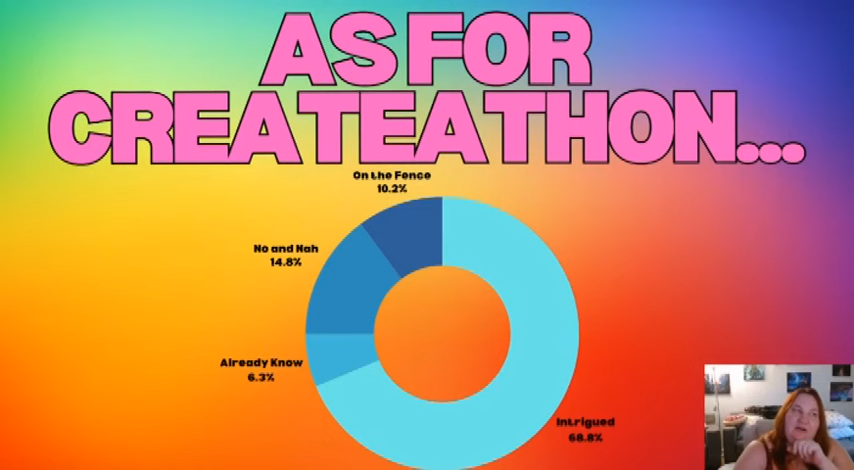 AS FOR
CREATEATHON...
On the Fence
10.2%
No and Nah
14.8%
Already Know
6.3%
Intrigued
68.8%